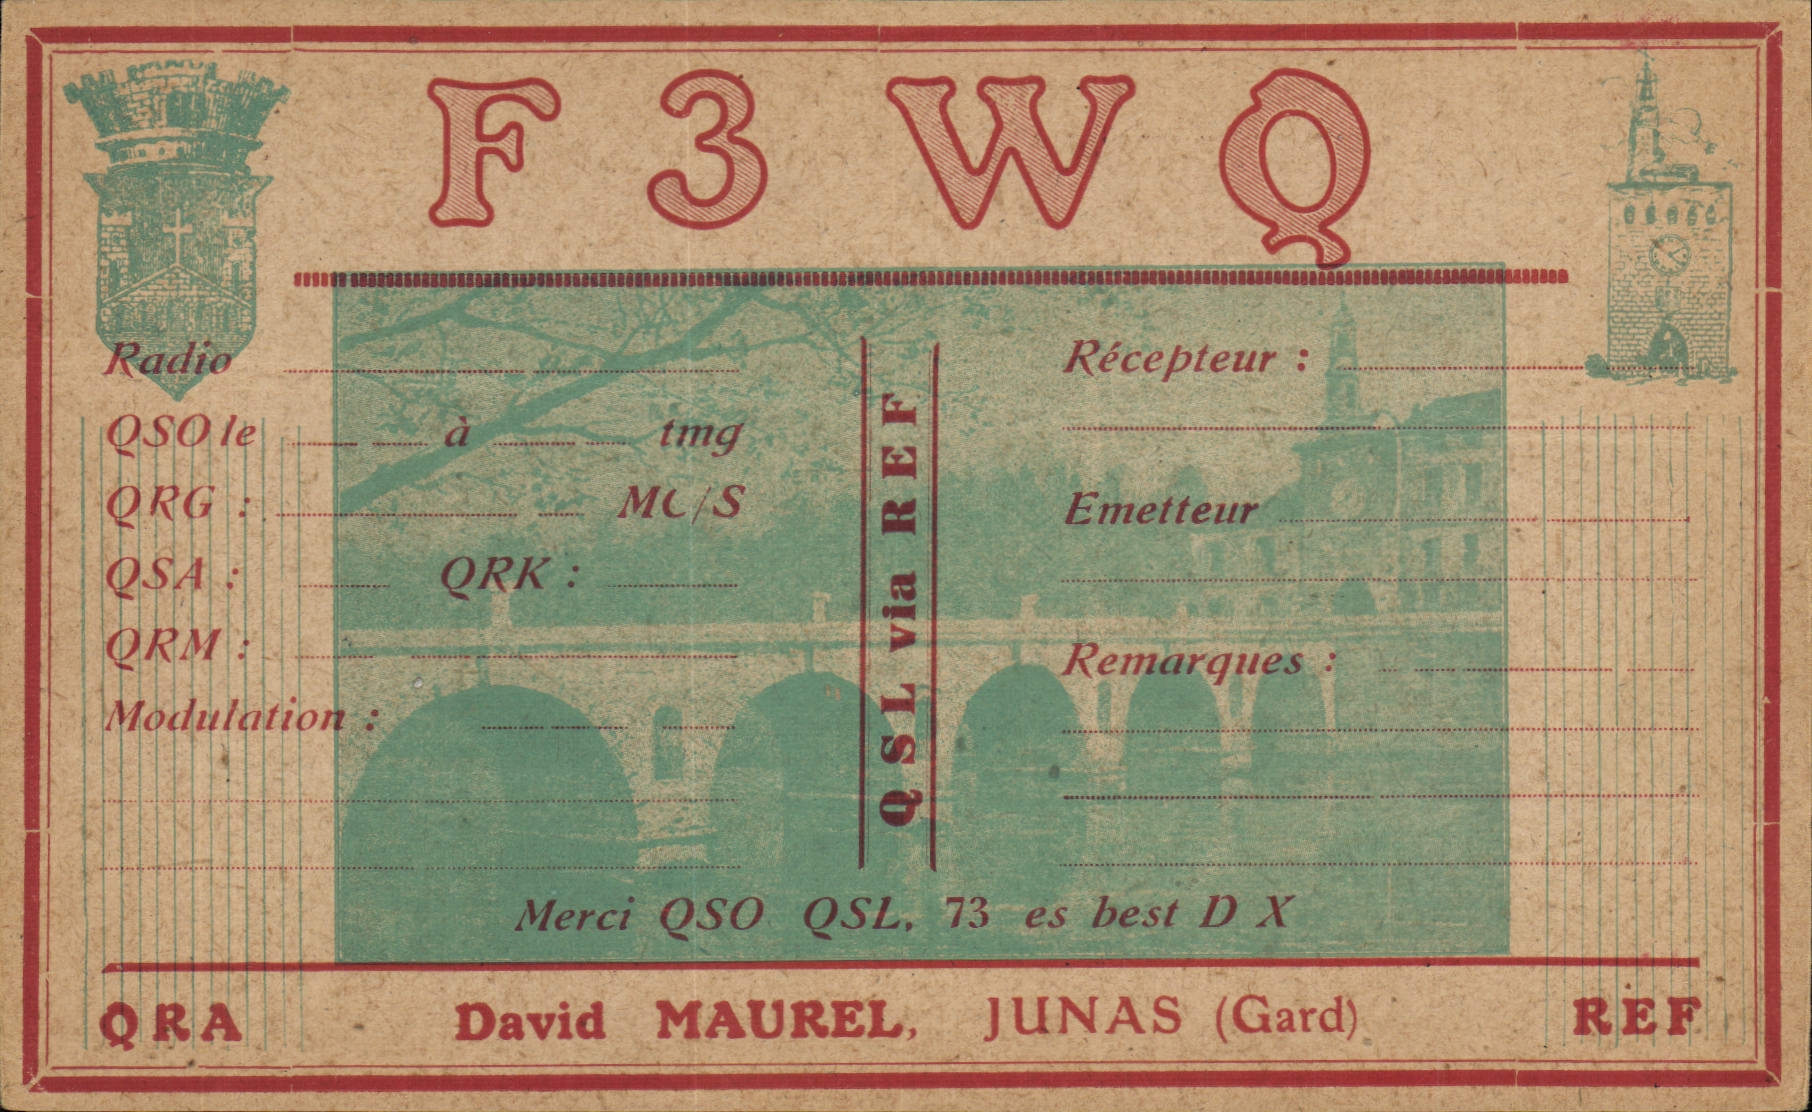 F 3 W Q
Radio
QSO le à tmg
QRG : MC/S
QSA : QRK :
QRM :
Modulation :
QSL via REF
Récepteur :
Emetteur
Remarques :
Merci QSO QSL, 73 es best D X
QRA David MAUREL, JUNAS (Gard) REF